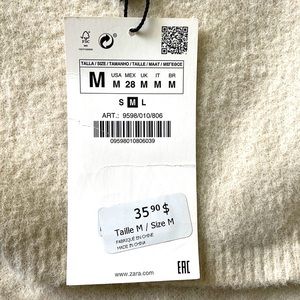 FSC
TALLA / SIZE / TAMANHO / TAILLE / MAAT / ΜΕΓΕΘΟΣ
M
USA MEX UK IT BR
M 28 M M M
S M L
ART.: 9598/010/806
09598010806039
35 90 $
Taille M / Size M
FABRIQUÉ EN CHINE
MADE IN CHINA
www.zara.com
EAC